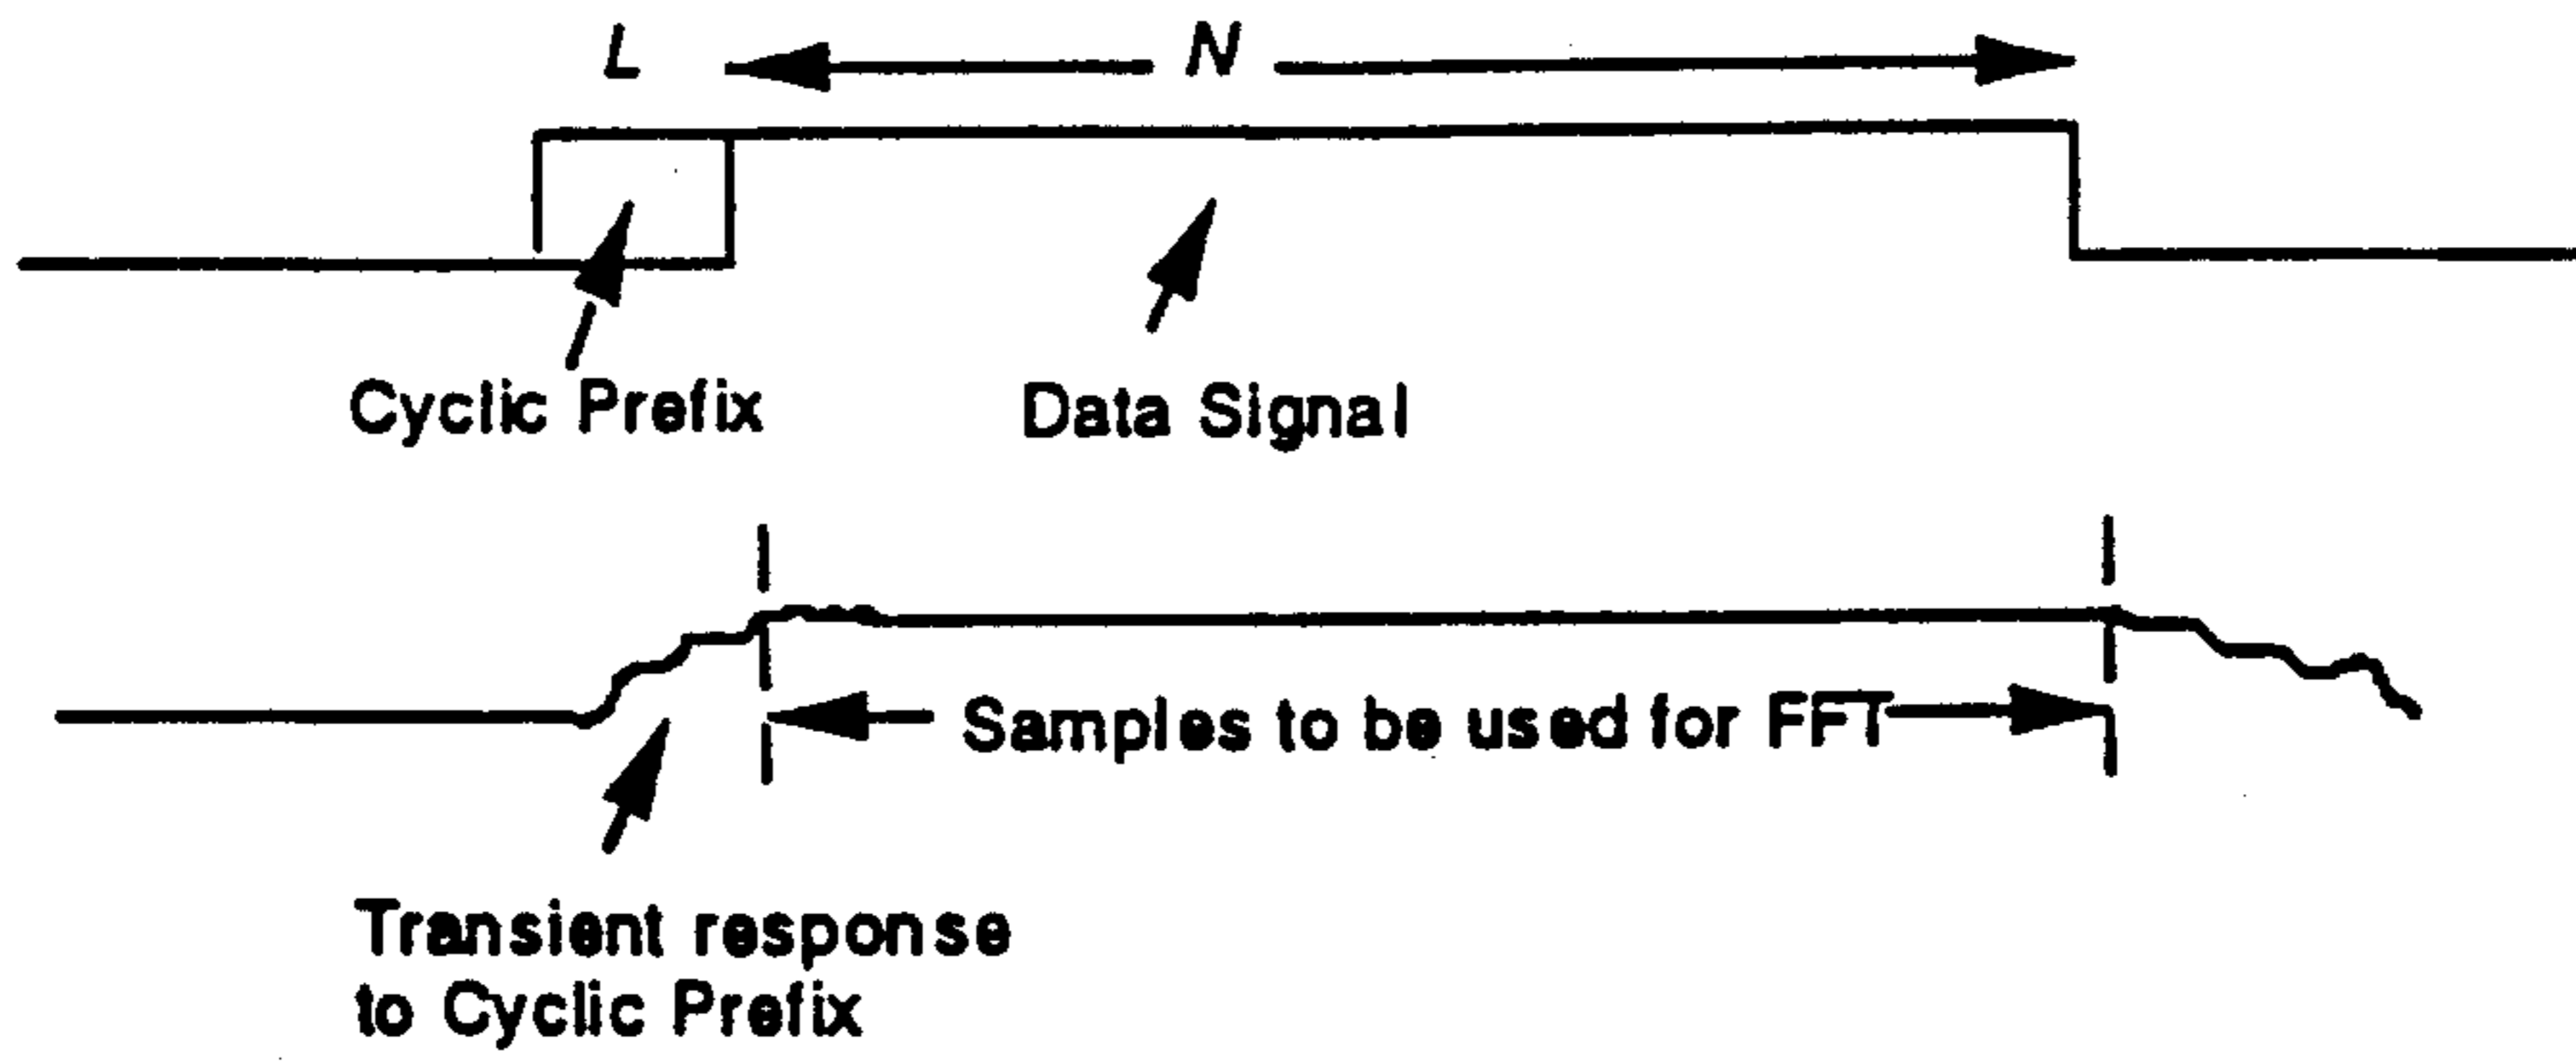 L
N
Cyclic Prefix
Data Signal
Samples to be used for FFT
Transient response
to Cyclic Prefix